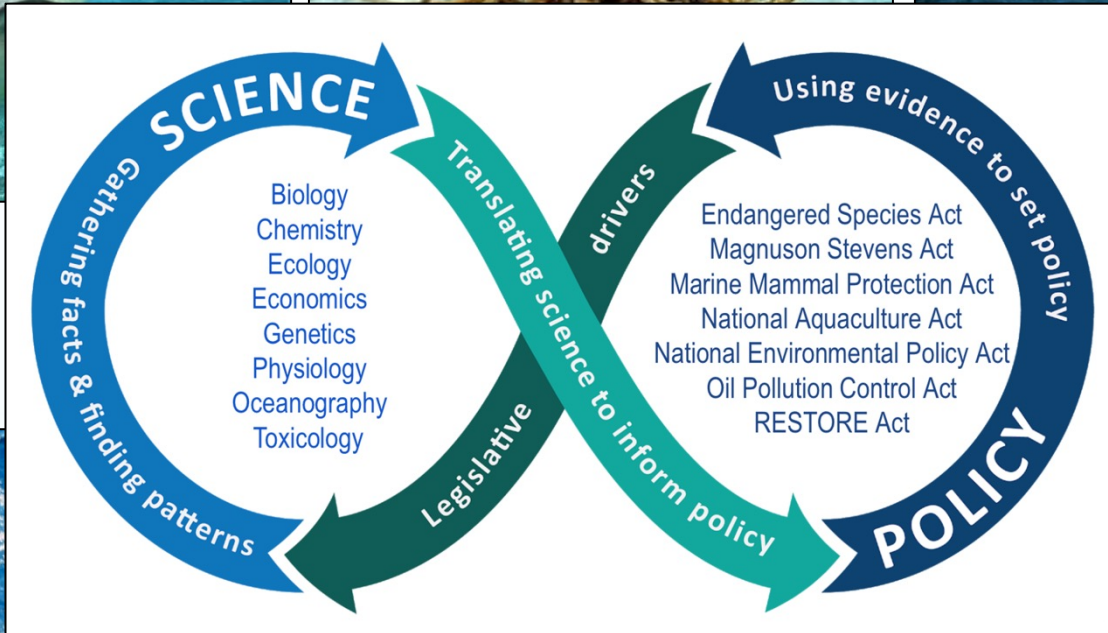 SCIENCE
Gathering facts & finding patterns
Biology
Chemistry
Ecology
Economics
Genetics
Physiology
Oceanography
Toxicology
Translating science to inform policy
Legislative drivers
Using evidence to set policy
Endangered Species Act
Magnuson Stevens Act
Marine Mammal Protection Act
National Aquaculture Act
National Environmental Policy Act
Oil Pollution Control Act
RESTORE Act
POLICY